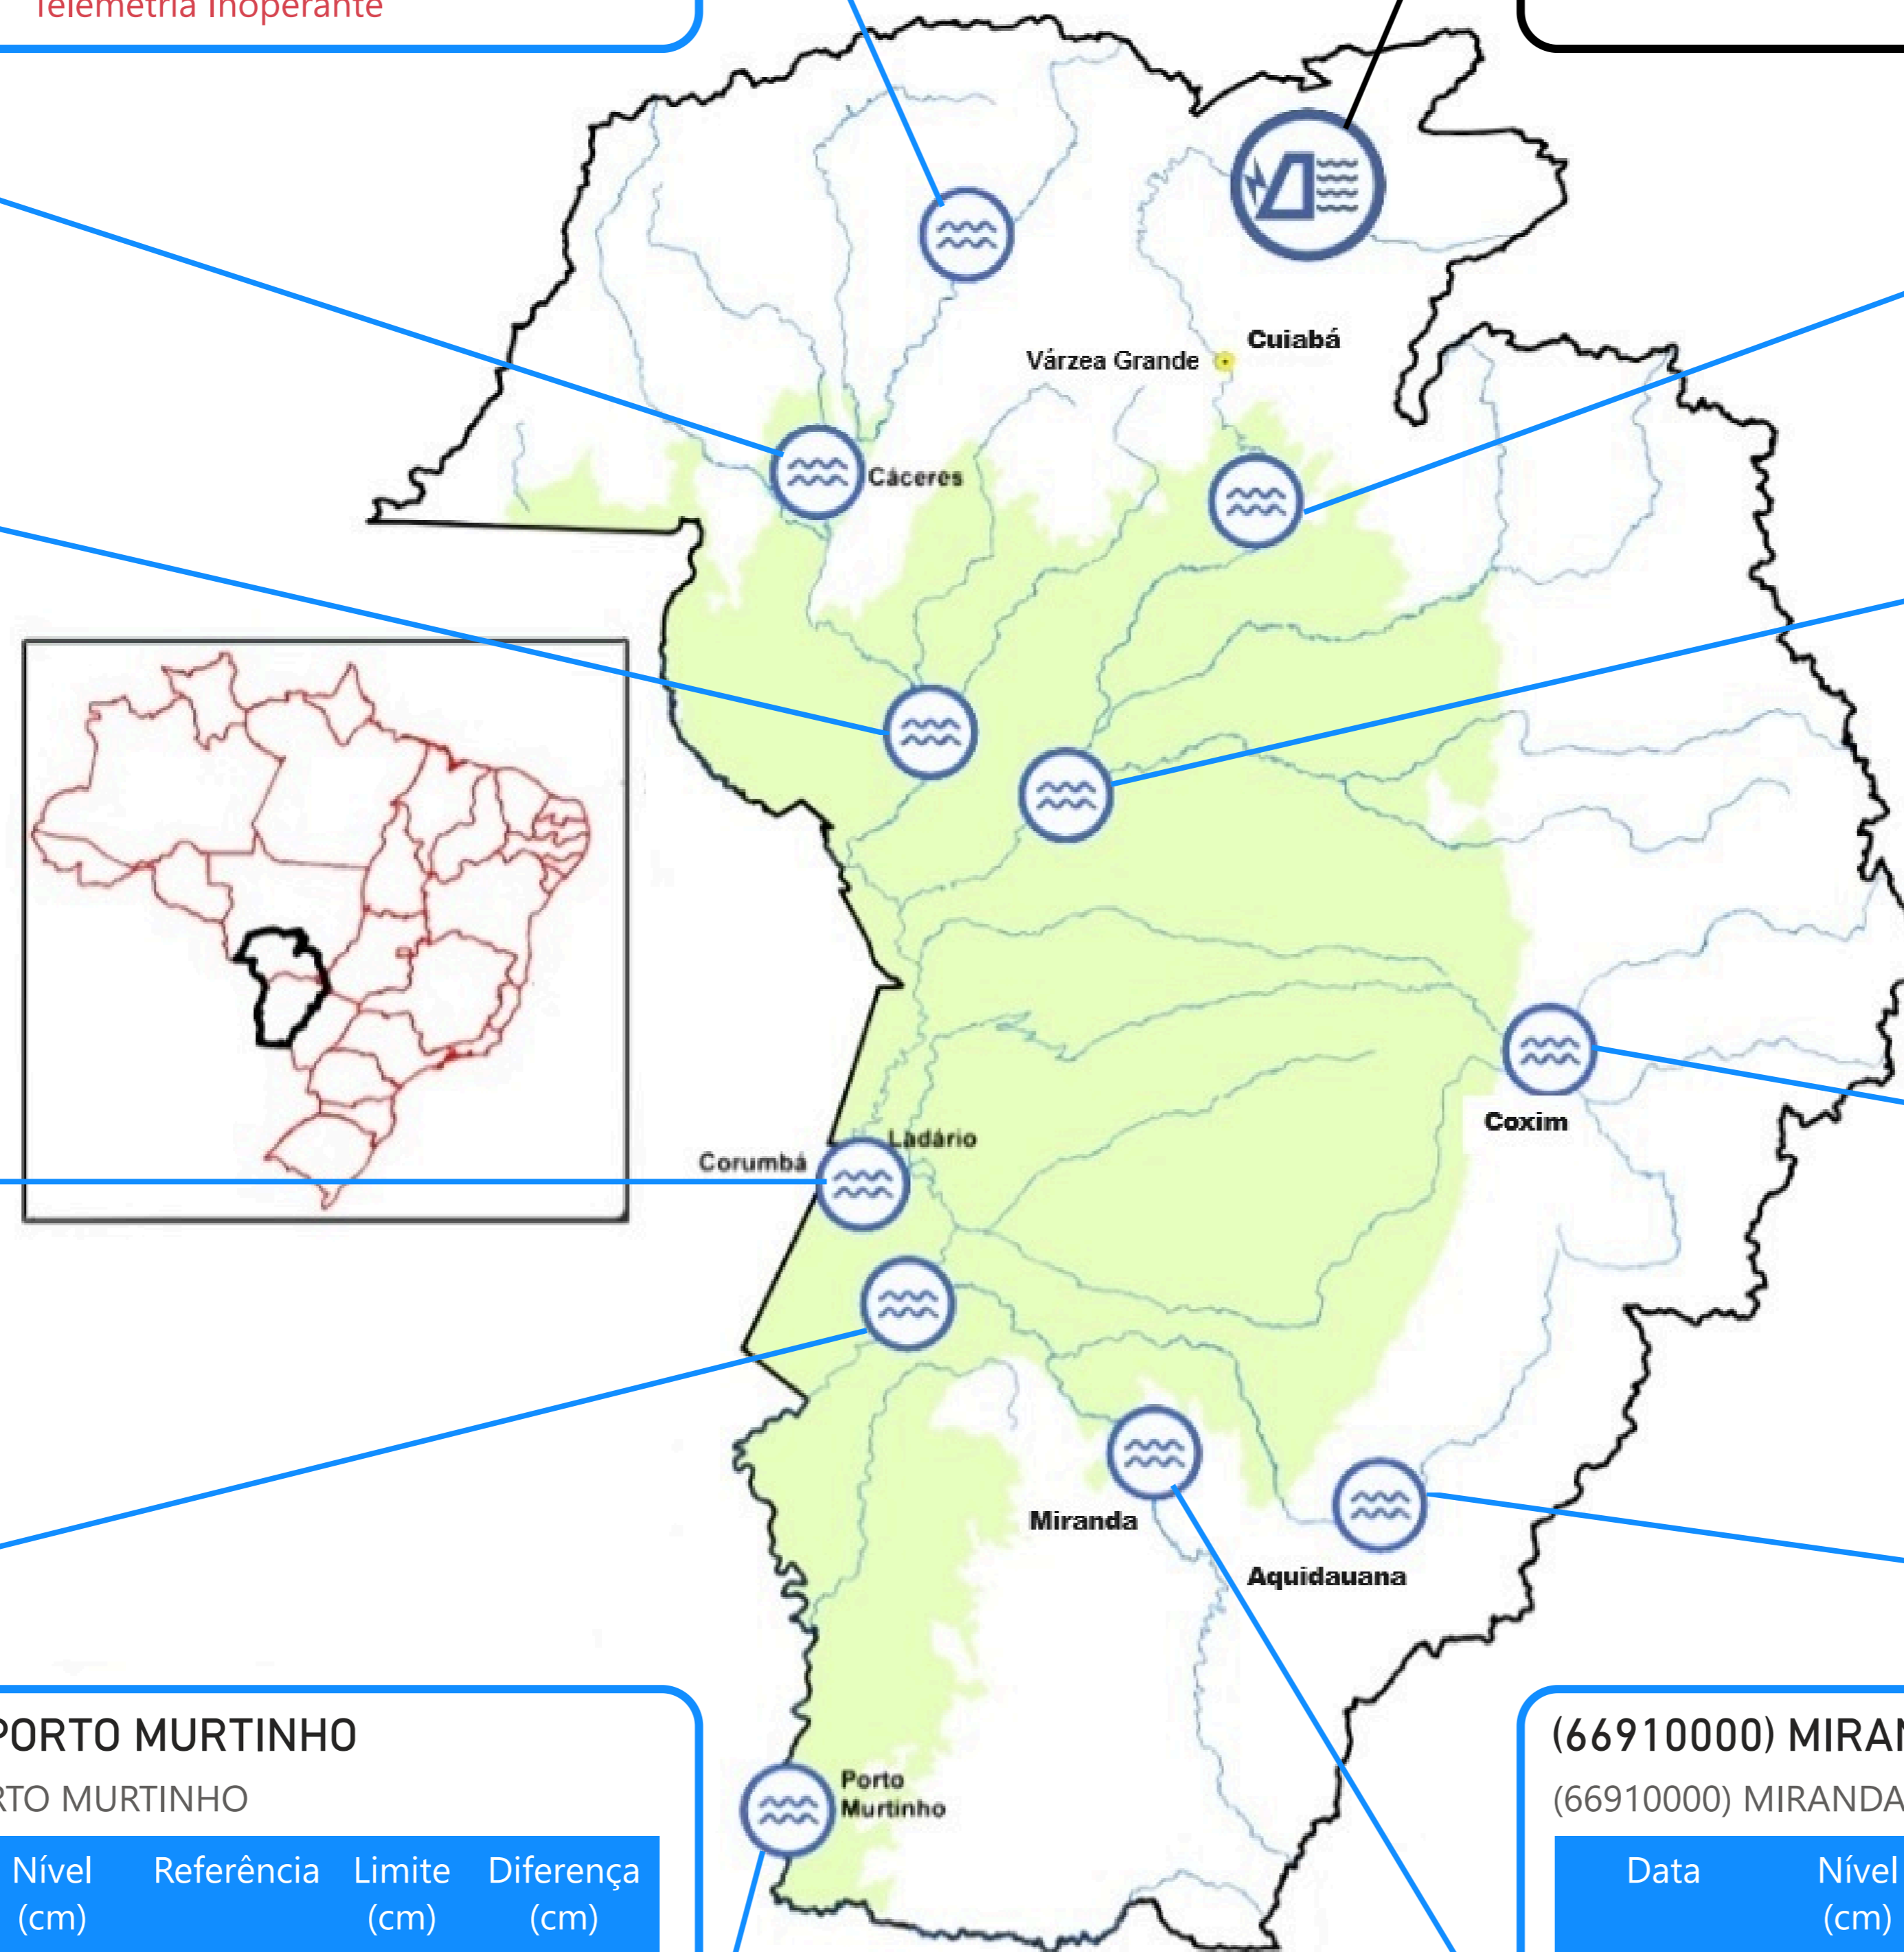 Telemetria Inoperante
Cuiabá
Várzea Grande
Cáceres
Coxim
Ladário
Corumbá
Miranda
Aquidauana
PORTO MURTINHO
RTO MURTINHO
Nível (cm)
Referência
Limite (cm)
Diferença (cm)
Porto
Murtinho
(66910000) MIRAN
(66910000) MIRANDA
Data
Nível (cm)